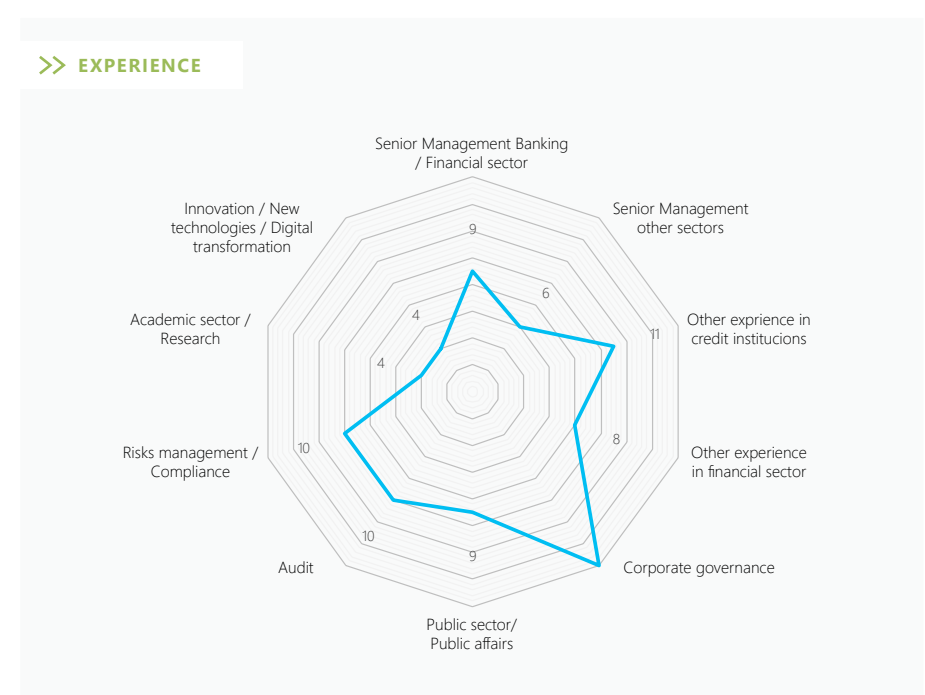 EXPERIENCE
Senior Management Banking
/ Financial sector
Innovation / New
technologies / Digital
transformation
Senior Management
other sectors
9
6
4
Academic sector /
Research
Other exprience in
credit institucions
11
4
Risks management /
Compliance
10
8
Other experience
in financial sector
10
9
Audit
Corporate governance
Public sector/
Public affairs